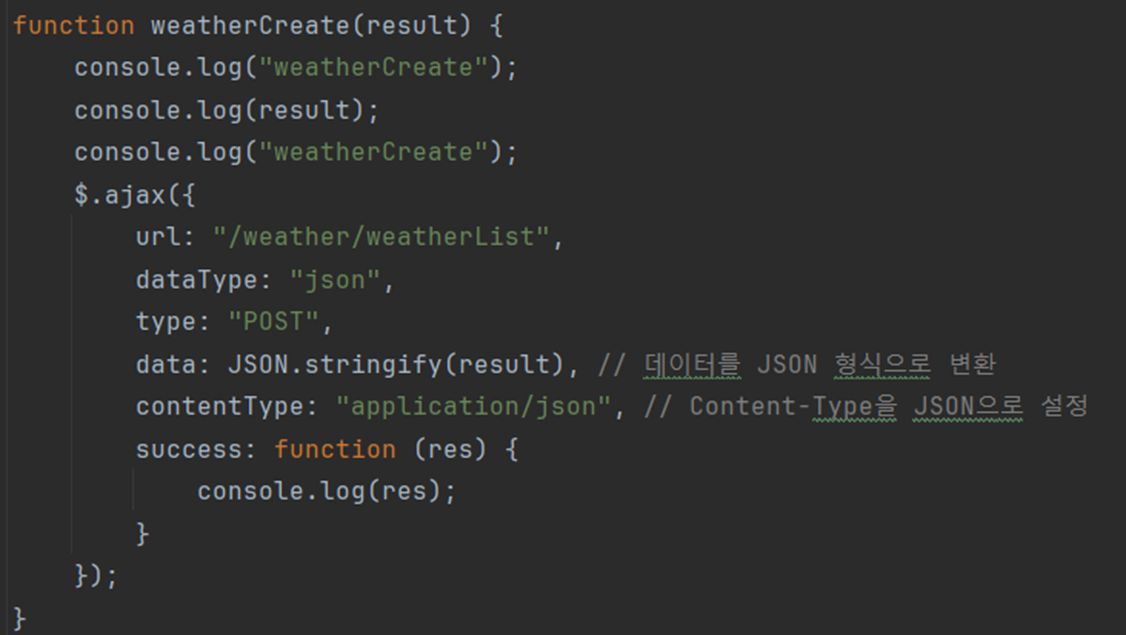 function weatherCreate(result) {
    console.log("weatherCreate");
    console.log(result);
    console.log("weatherCreate");
    $.ajax({
        url: "/weather/weatherList",
        dataType: "json",
        type: "POST",
        data: JSON.stringify(result), // 데이터를 JSON 형식으로 변환
        contentType: "application/json", // Content-Type을 JSON으로 설정
        success: function (res) {
            console.log(res);
        }
    });
}